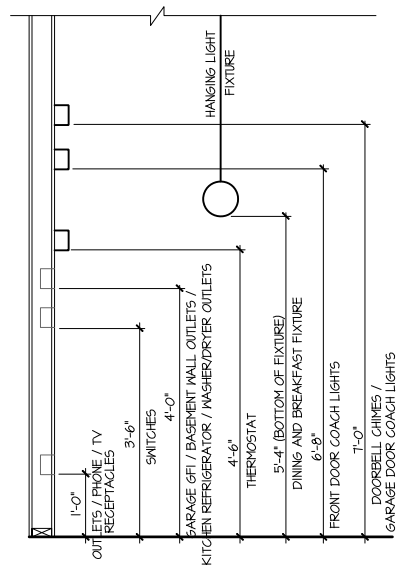 HANGING LIGHT
FIXTURE
1'-0"
OUTLETS / PHONE / TV
RECEPTACLES
3'-6"
SWITCHES
4'-0"
GARAGE GFI / BASEMENT WALL OUTLETS /
KITCHEN REFRIGERATOR / WASHER/DRYER OUTLETS
4'-6"
THERMOSTAT
5'-4" (BOTTOM OF FIXTURE)
DINING AND BREAKFAST FIXTURE
6'-8"
FRONT DOOR COACH LIGHTS
7'-0"
DOORBELL CHIMES /
GARAGE DOOR COACH LIGHTS